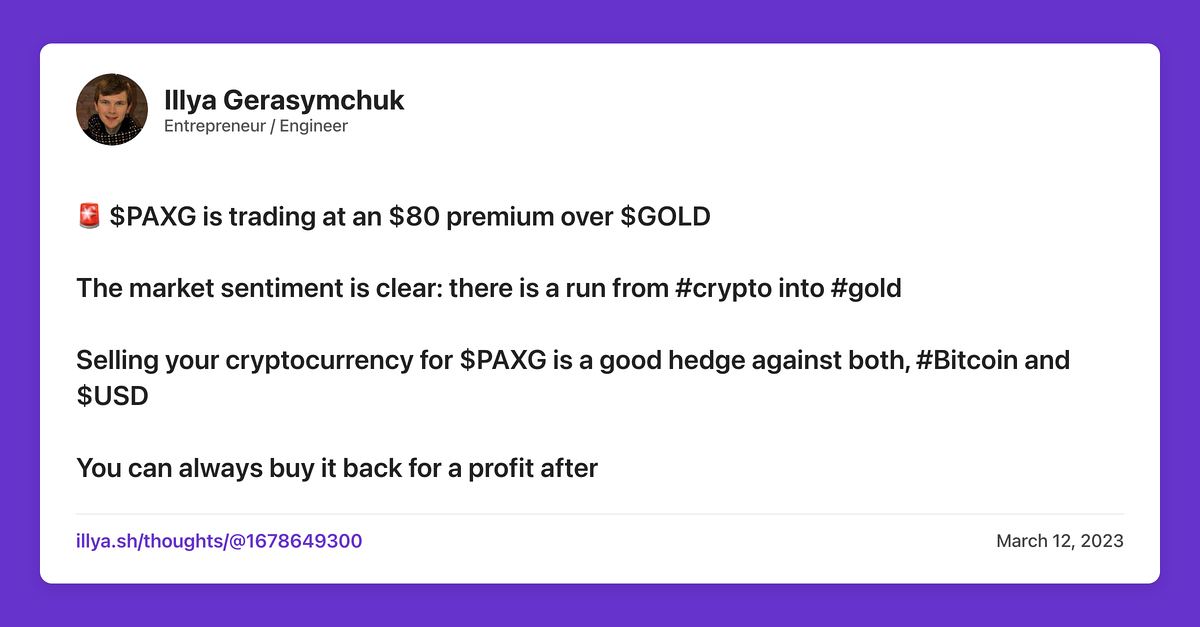 Illya Gerasymchuk
Entrepreneur / Engineer
🚨 $PAXG is trading at an $80 premium over $GOLD
The market sentiment is clear: there is a run from #crypto into #gold
Selling your cryptocurrency for $PAXG is a good hedge against both, #Bitcoin and
$USD
You can always buy it back for a profit after
illya.sh/thoughts/@1678649300
March 12, 2023